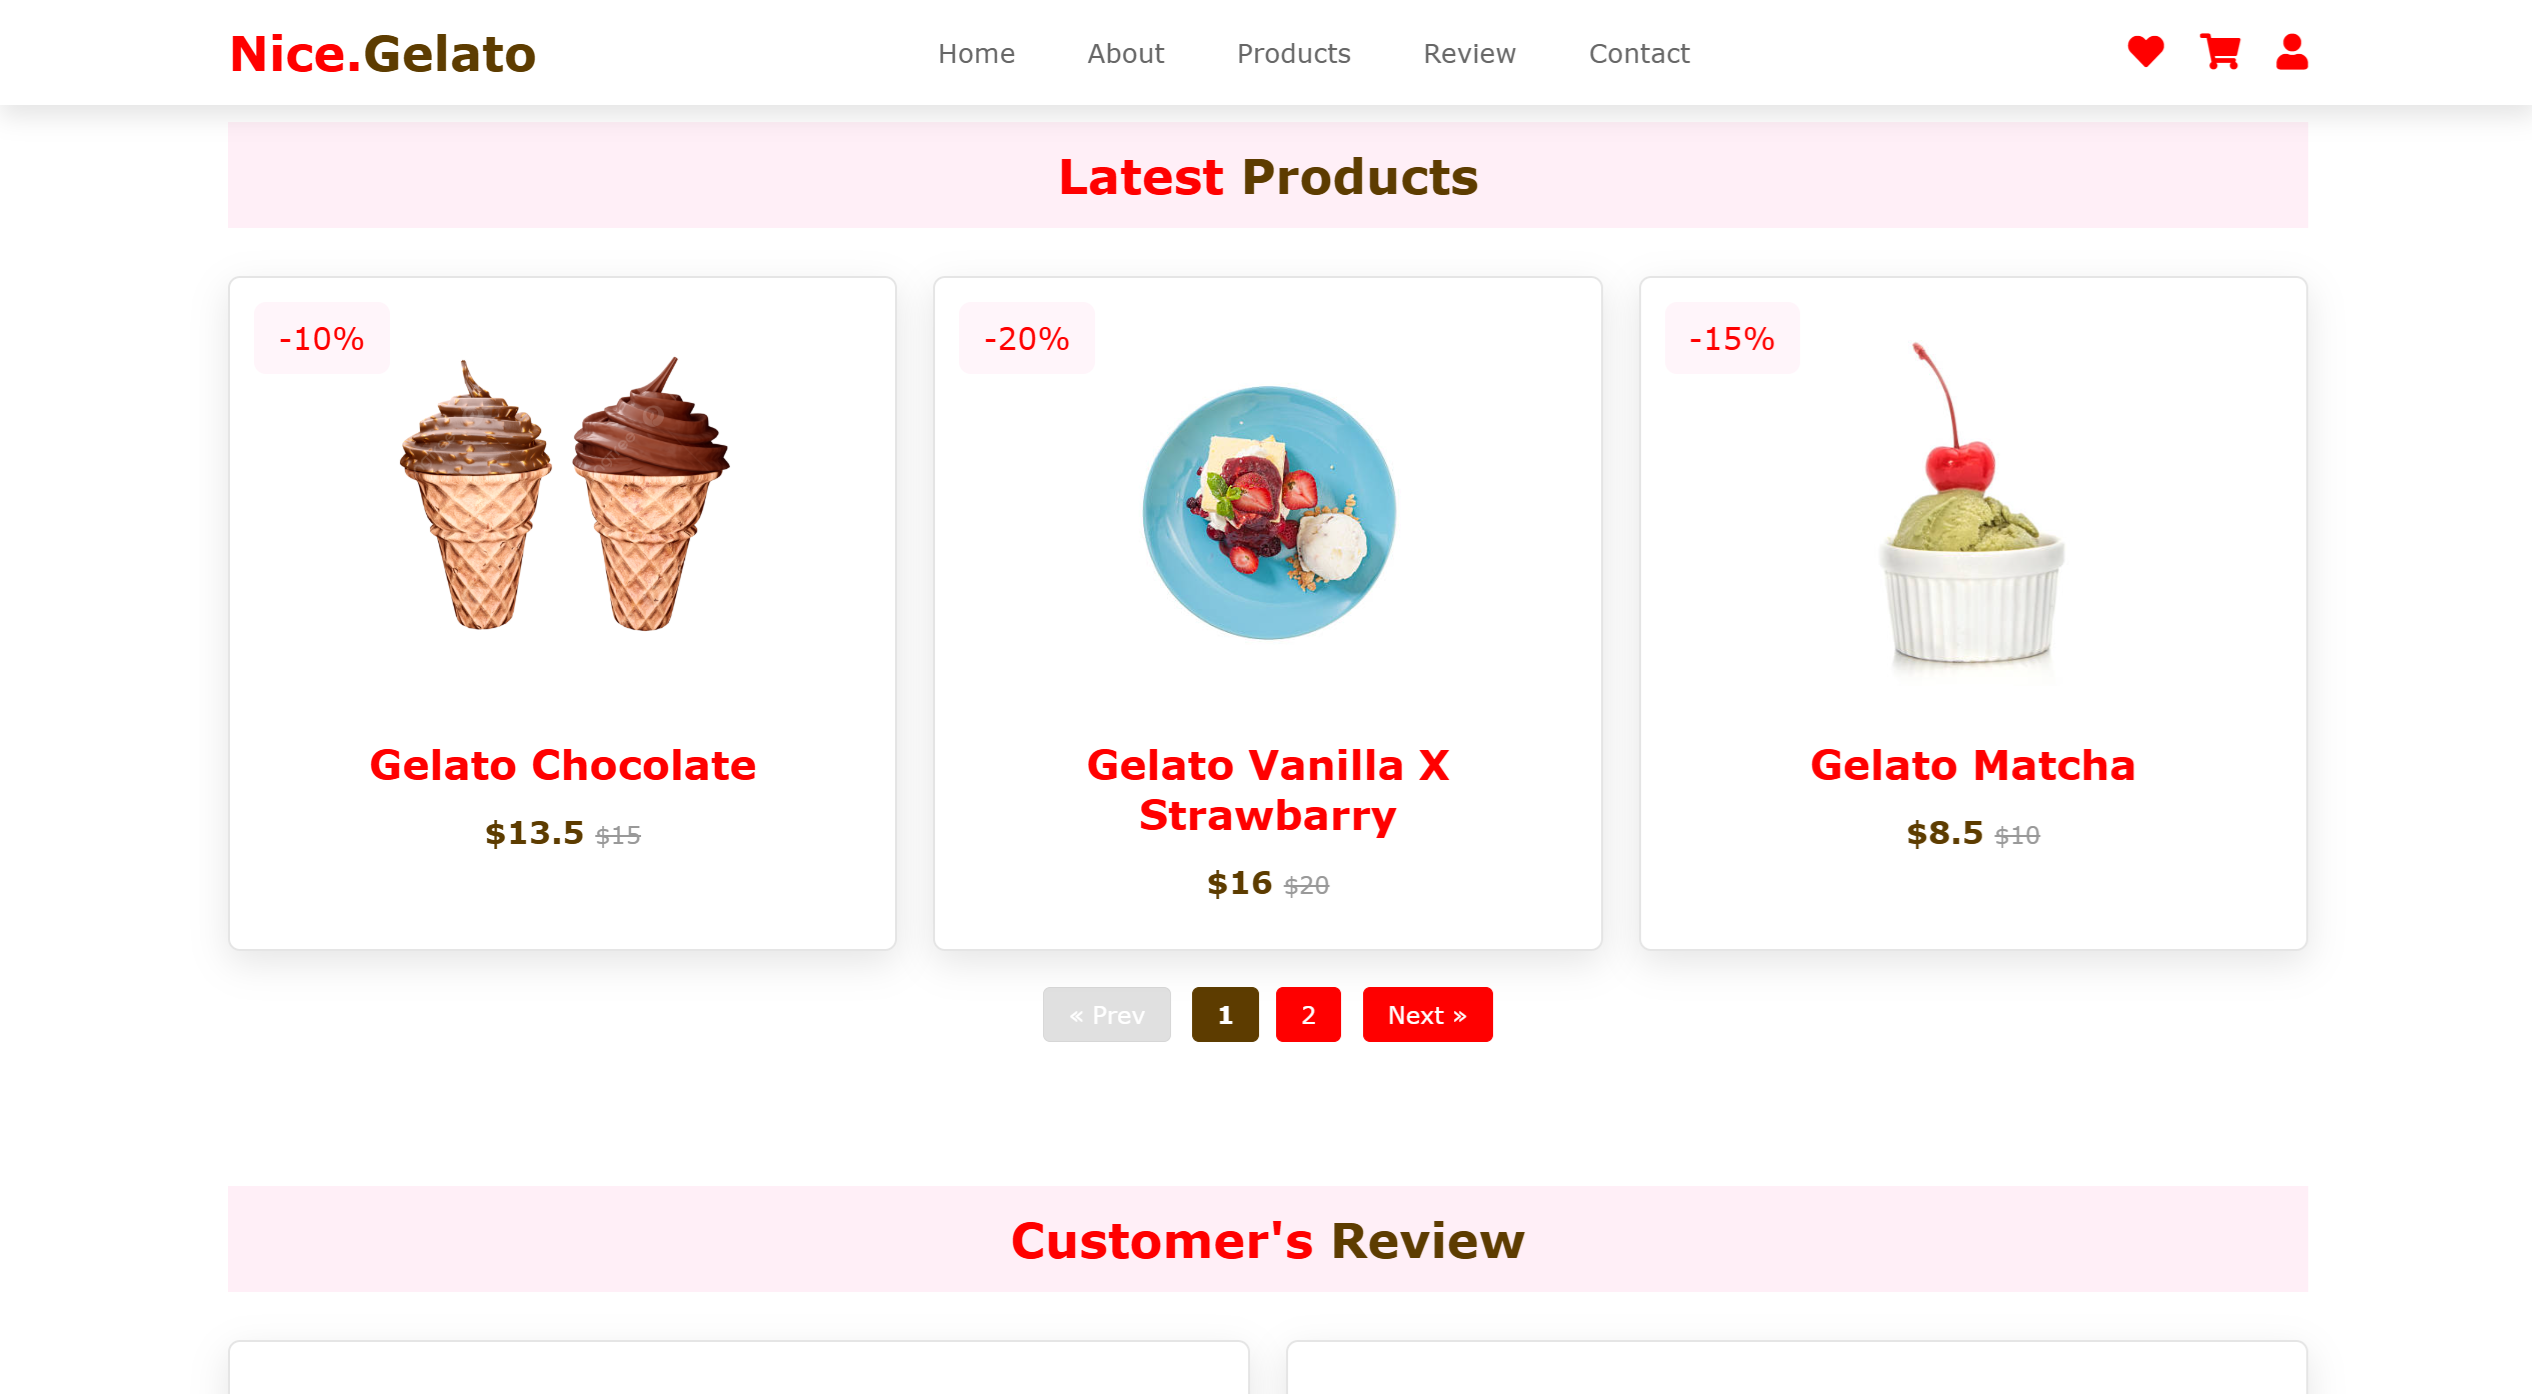 Nice.Gelato
Home About Products Review Contact
Latest Products
-10%
-20%
-15%
Gelato Chocolate
$13.5 $15
Gelato Vanilla X
Strawbarry
$16 $20
Gelato Matcha
$8.5 $10
« Prev 1 2 Next »
Customer's Review